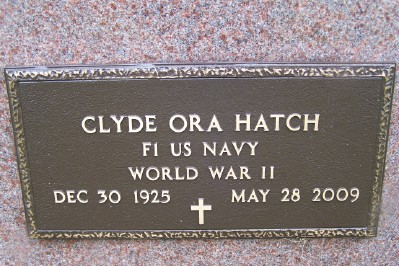 CLYDE ORA HATCH
F1 US NAVY
WORLD WAR II
DEC 30 1925 MAY 28 2009